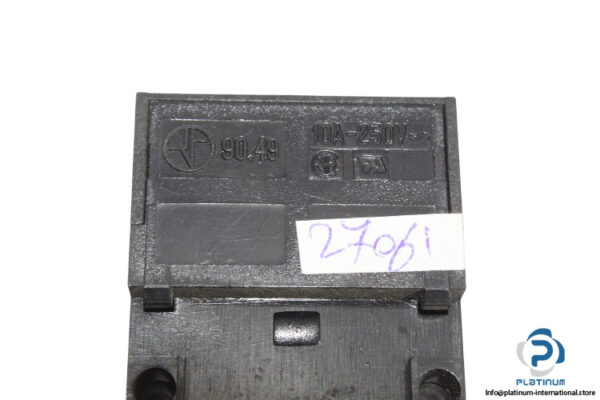 90.49
10A-250V~
27061
PLATINUM
Info@platinum-international.store